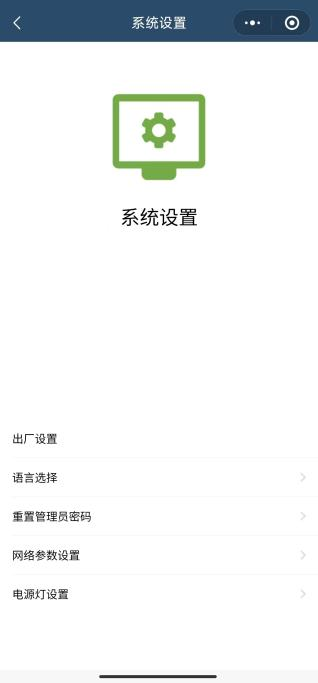 系统设置
系统设置
出厂设置
语言选择
重置管理员密码
网络参数设置
电源灯设置